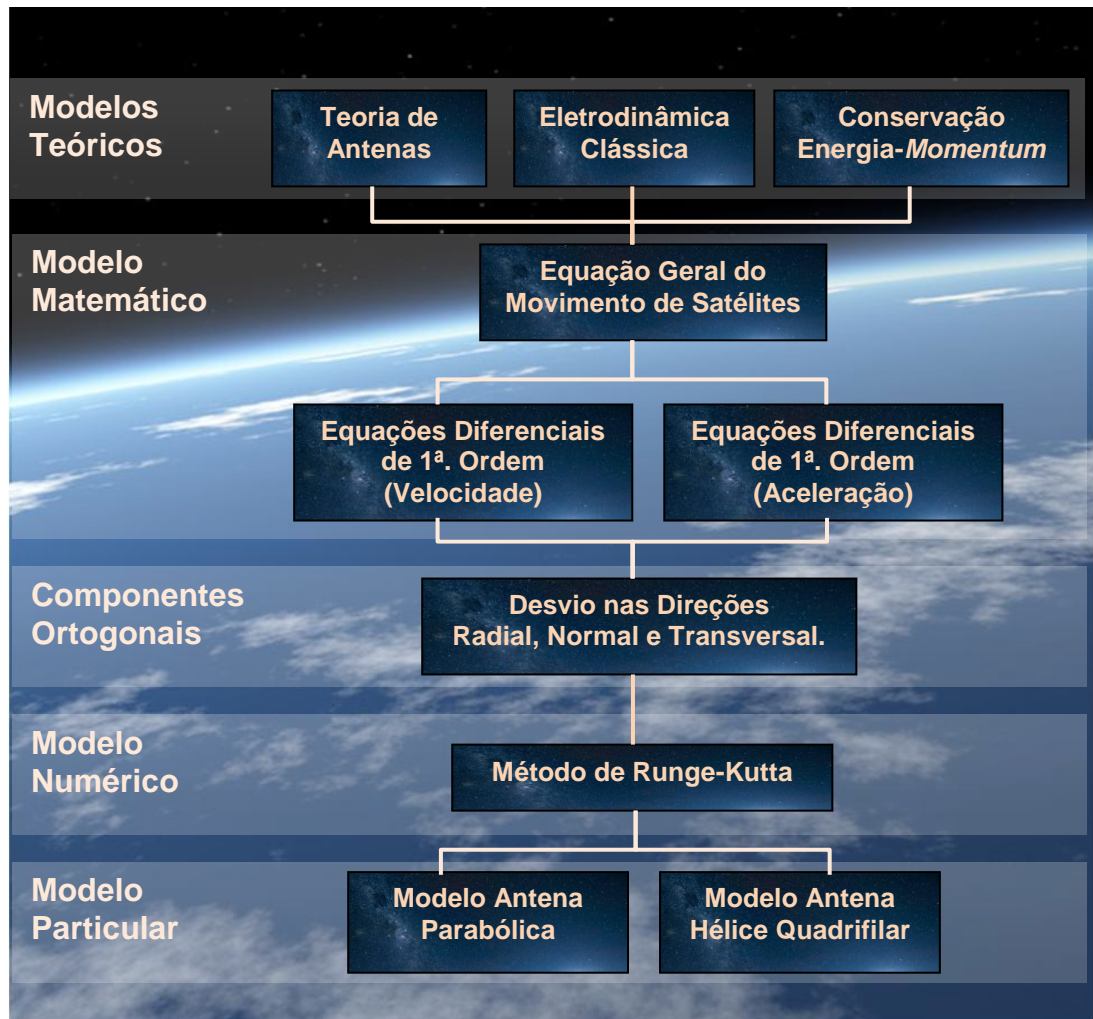 Modelos
Teóricos
Teoria de
Antenas
Eletrodinâmica
Clássica
Conservação
Energia-Momentum
Modelo
Matemático
Equação Geral do
Movimento de Satélites
Equações Diferenciais
de 1ª. Ordem
(Velocidade)
Equações Diferenciais
de 1ª. Ordem
(Aceleração)
Componentes
Ortogonais
Desvio nas Direções
Radial, Normal e Transversal.
Modelo
Numérico
Método de Runge-Kutta
Modelo
Particular
Modelo Antena
Parabólica
Modelo Antena
Hélice Quadrifilar